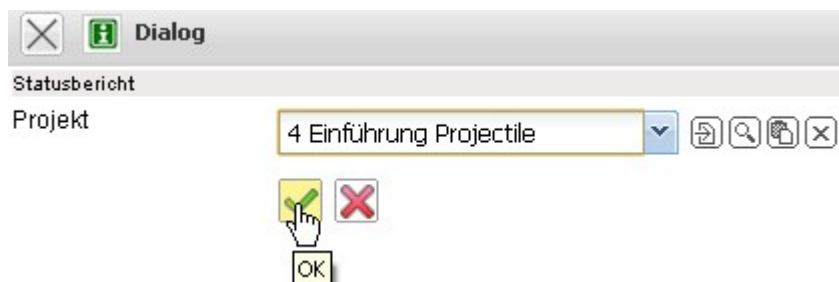 Dialog
Statusbericht
Projekt
4 Einführung Projectile
OK